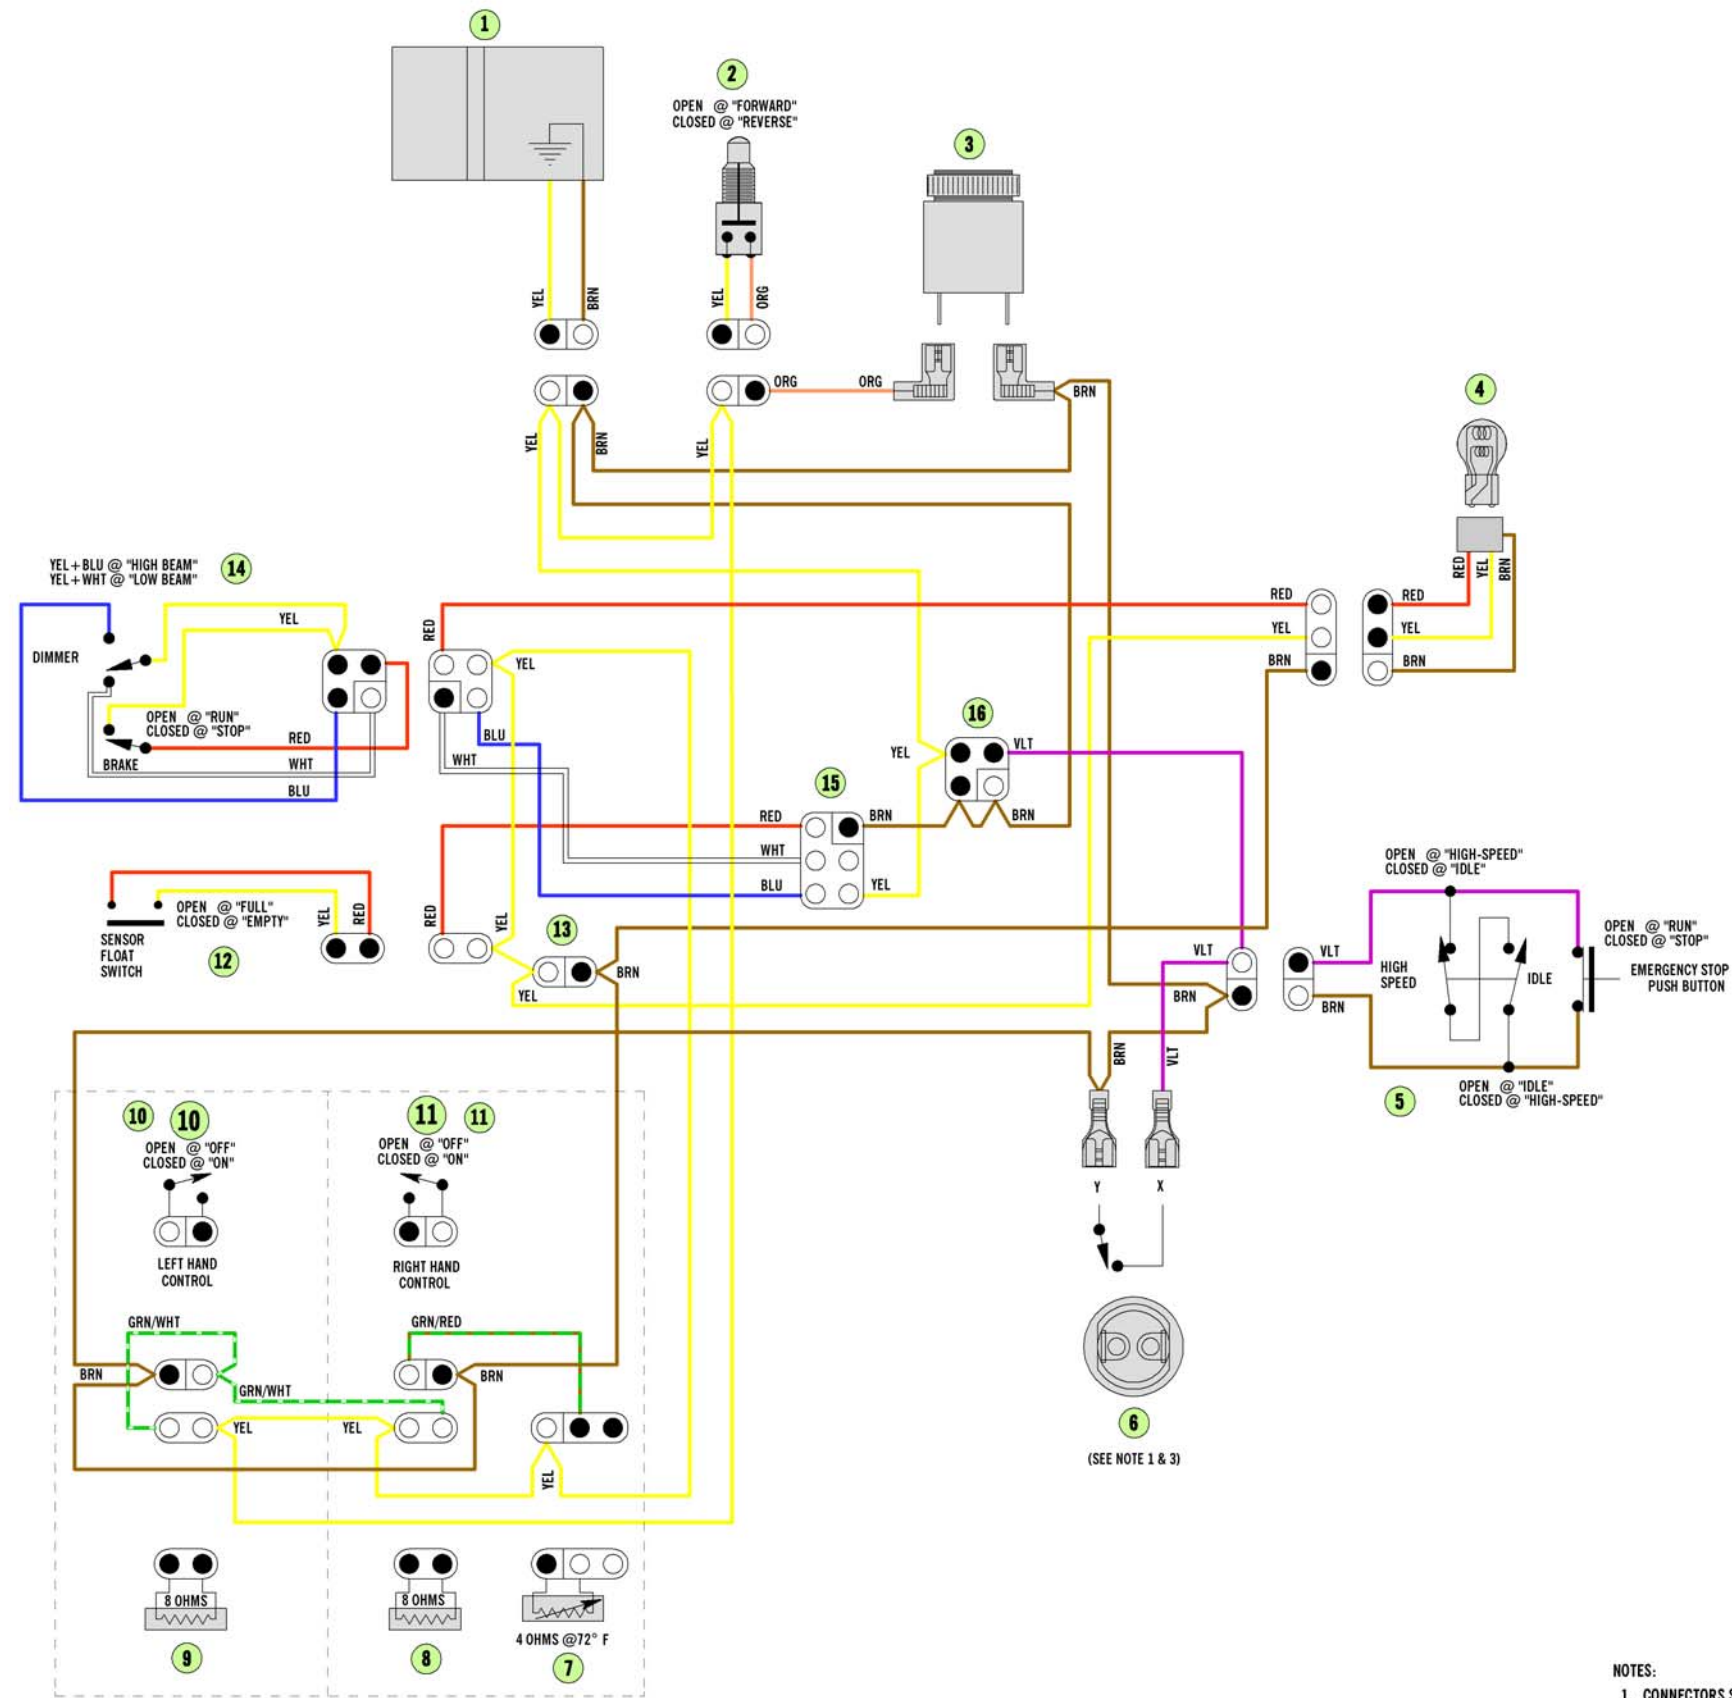 1
2
OPEN @ "FORWARD"
CLOSED @ "REVERSE"
3
YEL
BRN
YEL
ORG
ORG
ORG
BRN
4
YEL
BRN
YEL
RED
YEL
BRN
YEL+BLU @ "HIGH BEAM"
YEL+WHT @ "LOW BEAM"
14
YEL
DIMMER
OPEN @ "RUN"
CLOSED @ "STOP"
RED
BRAKE
WHT
BLU
RED
YEL
BLU
WHT
RED
YEL
BRN
RED
YEL
BRN
16
YEL
VLT
BRN
15
RED
BRN
WHT
BLU
YEL
OPEN @ "FULL"
CLOSED @ "EMPTY"
SENSOR
FLOAT
SWITCH
12
YEL
RED
RED
YEL
13
BRN
YEL
VLT
BRN
VLT
BRN
OPEN @ "HIGH-SPEED"
CLOSED @ "IDLE"
OPEN @ "RUN"
CLOSED @ "STOP"
HIGH
SPEED
IDLE
EMERGENCY STOP
PUSH BUTTON
OPEN @ "IDLE"
CLOSED @ "HIGH-SPEED"
5
BRN
VLT
Y
X
6
(SEE NOTE 1 & 3)
10
10
OPEN @ "OFF"
CLOSED @ "ON"
LEFT HAND
CONTROL
11
11
OPEN @ "OFF"
CLOSED @ "ON"
RIGHT HAND
CONTROL
GRN/WHT
BRN
GRN/WHT
YEL
GRN/RED
BRN
YEL
YEL
8 OHMS
9
8 OHMS
8
4 OHMS @72° F
7
NOTES:
1. CONNECTORS